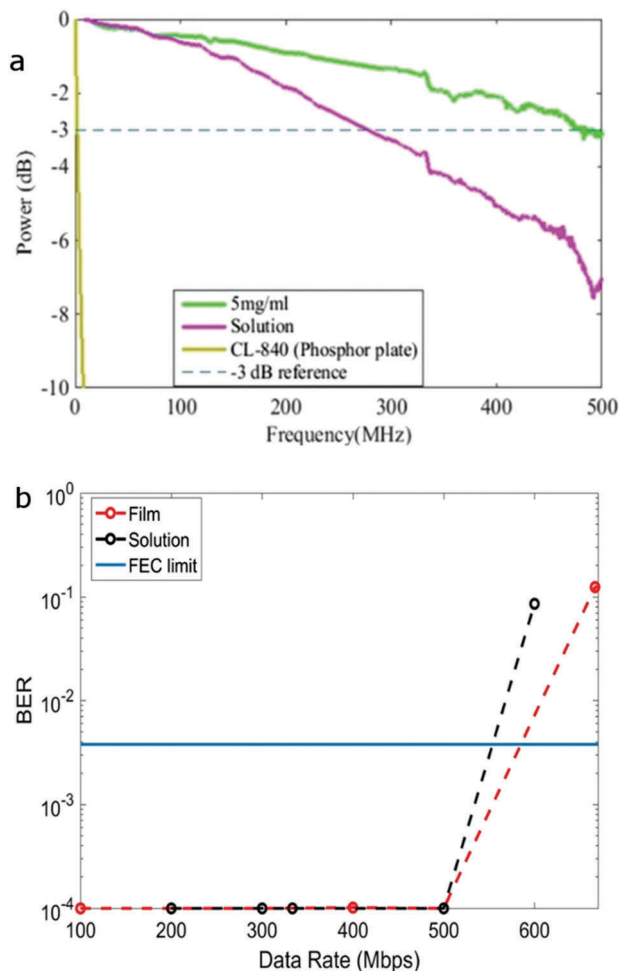 a
0
-2
-3
-4
-6
-8
-10
Power (dB)
5mg/ml
Solution
CL-840 (Phosphor plate)
-3 dB reference
0 100 200 300 400 500
Frequency(MHz)
b
10^0
10^-1
10^-2
10^-3
10^-4
BER
Film
Solution
FEC limit
100 200 300 400 500 600
Data Rate (Mbps)